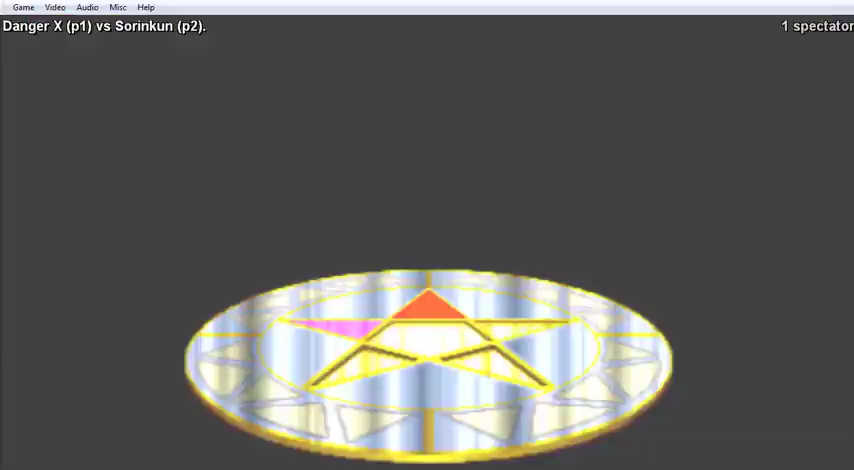 Game Video Audio Misc Help
Danger X (p1) vs Sorinkun (p2).
1 spectator